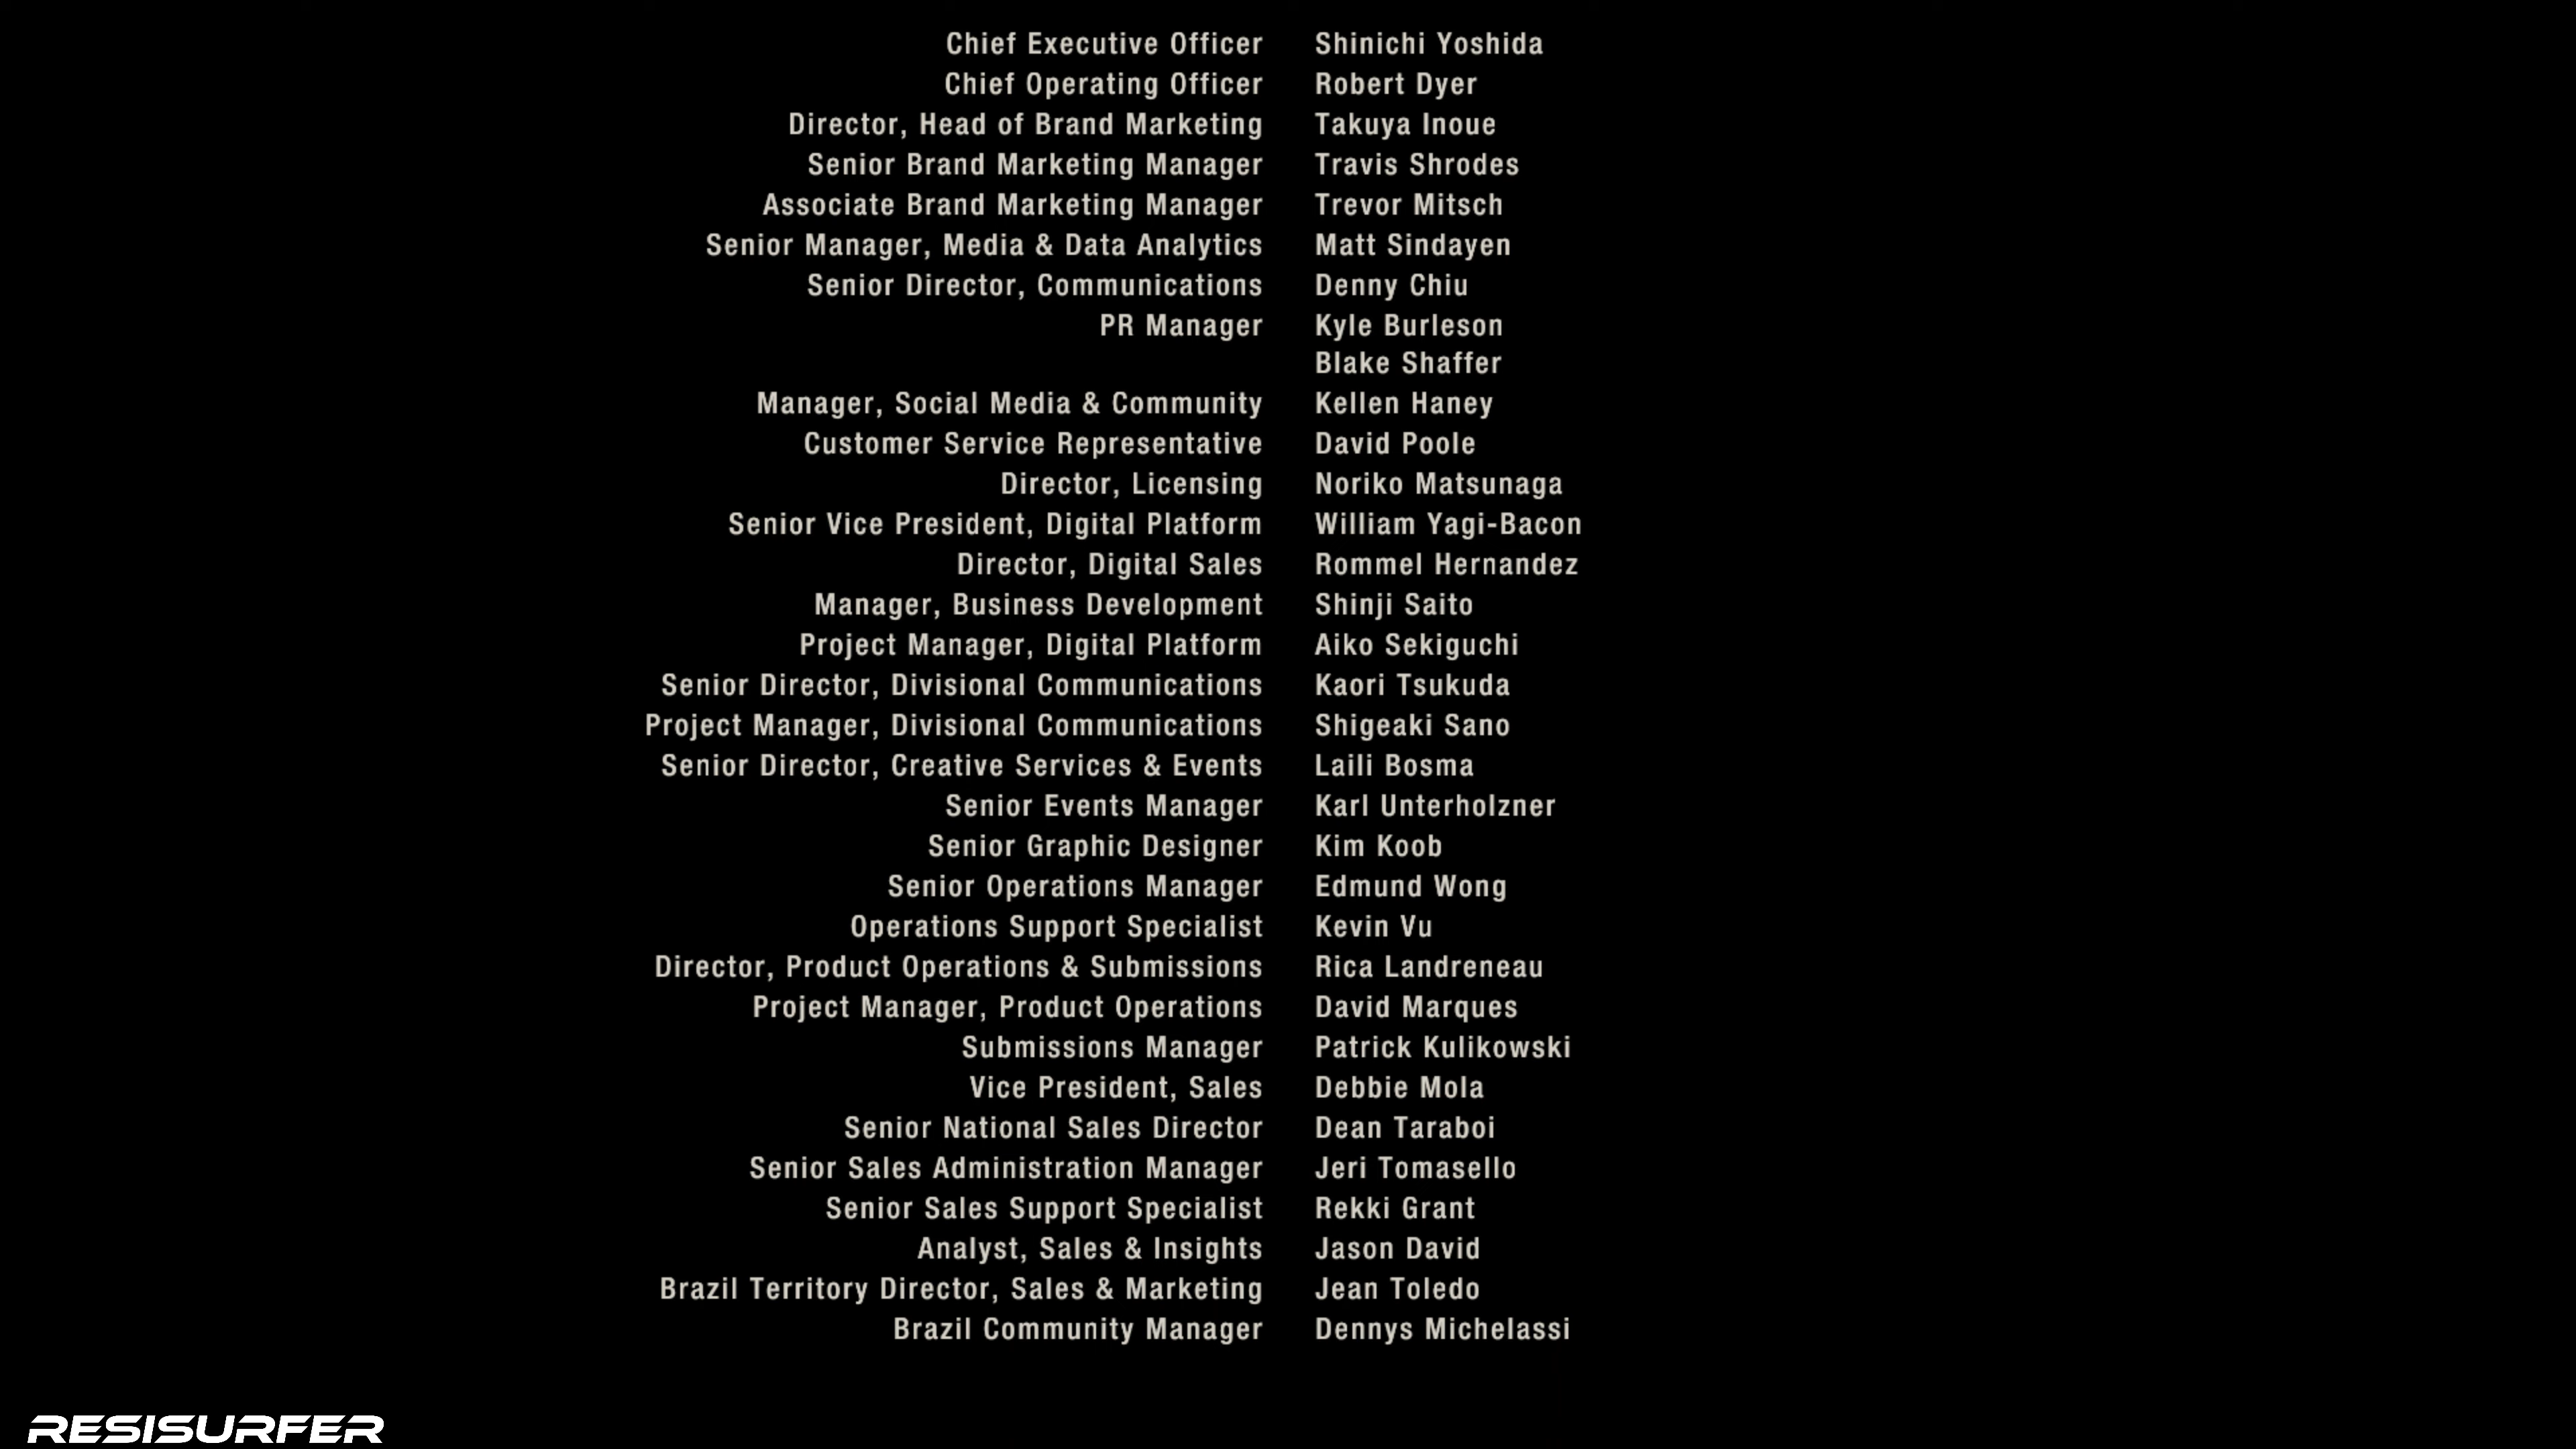 Chief Executive Officer Shinichi Yoshida
Chief Operating Officer Robert Dyer
Director, Head of Brand Marketing Takuya Inoue
Senior Brand Marketing Manager Travis Shrodes
Associate Brand Marketing Manager Trevor Mitsch
Senior Manager, Media & Data Analytics Matt Sindayen
Senior Director, Communications Denny Chiu
PR Manager Kyle Burleson
Blake Shaffer
Manager, Social Media & Community Kellen Haney
Customer Service Representative David Poole
Director, Licensing Noriko Matsunaga
Senior Vice President, Digital Platform William Yagi-Bacon
Director, Digital Sales Rommel Hernandez
Manager, Business Development Shinji Saito
Project Manager, Digital Platform Aiko Sekiguchi
Senior Director, Divisional Communications Kaori Tsukuda
Project Manager, Divisional Communications Shigeaki Sano
Senior Director, Creative Services & Events Laili Bosma
Senior Events Manager Karl Unterholzner
Senior Graphic Designer Kim Koob
Senior Operations Manager Edmund Wong
Operations Support Specialist Kevin Vu
Director, Product Operations & Submissions Rica Landreneau
Project Manager, Product Operations David Marques
Submissions Manager Patrick Kulikowski
Vice President, Sales Debbie Mola
Senior National Sales Director Dean Taraboi
Senior Sales Administration Manager Jeri Tomasello
Senior Sales Support Specialist Rekki Grant
Analyst, Sales & Insights Jason David
Brazil Territory Director, Sales & Marketing Jean Toledo
Brazil Community Manager Dennys Michelassi
RESISURFER